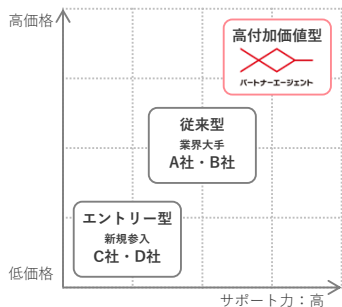 高価格
高付加価値型
パートナーエージェント
従来型
業界大手
A社・B社
エントリー型
新規参入
C社・D社
低価格
サポート力：高